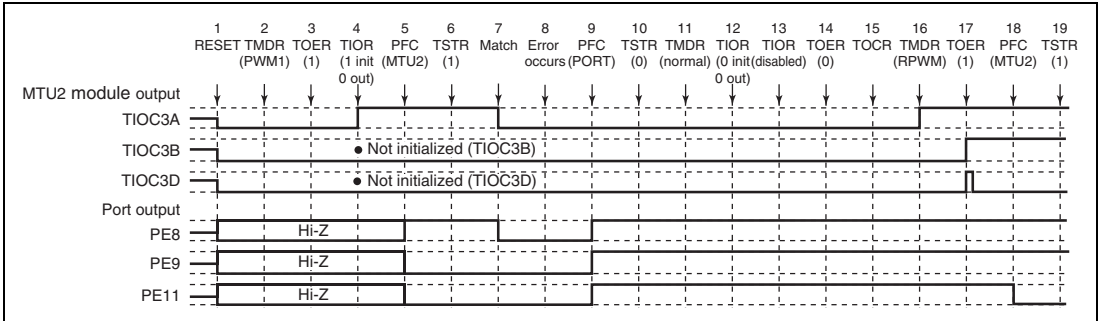 1 2 3 4 5 6 7 8 9 10 11 12 13 14 15 16 17 18 19
RESET TMDR TOER TIOR PFC TSTR Match Error PFC TSTR TMDR TIOR TIOR TOER TOCR TMDR TOER PFC TSTR
(PWM1) (1) (1 init (MTU2) (1) occurs (PORT) (0) (normal) (0 init (disabled) (0) (RPWM) (1) (MTU2) (1)
0 out) 0 out)
MTU2 module output
TIOC3A
TIOC3B • Not initialized (TIOC3B)
TIOC3D • Not initialized (TIOC3D)
Port output
PE8 Hi-Z
PE9 Hi-Z
PE11 Hi-Z